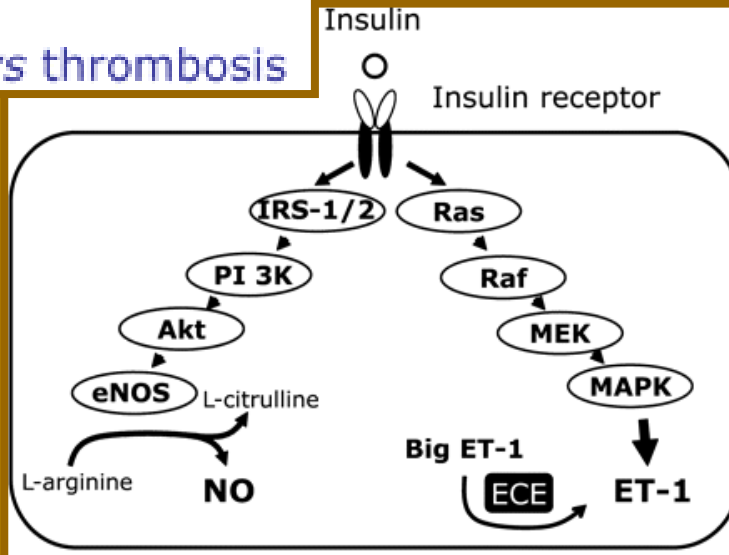 Insulin
thrombosis
Insulin receptor
IRS-1/2
Ras
PI 3K
Raf
Akt
MEK
eNOS
L-citrulline
MAPK
Big ET-1
L-arginine
NO
ECE
ET-1